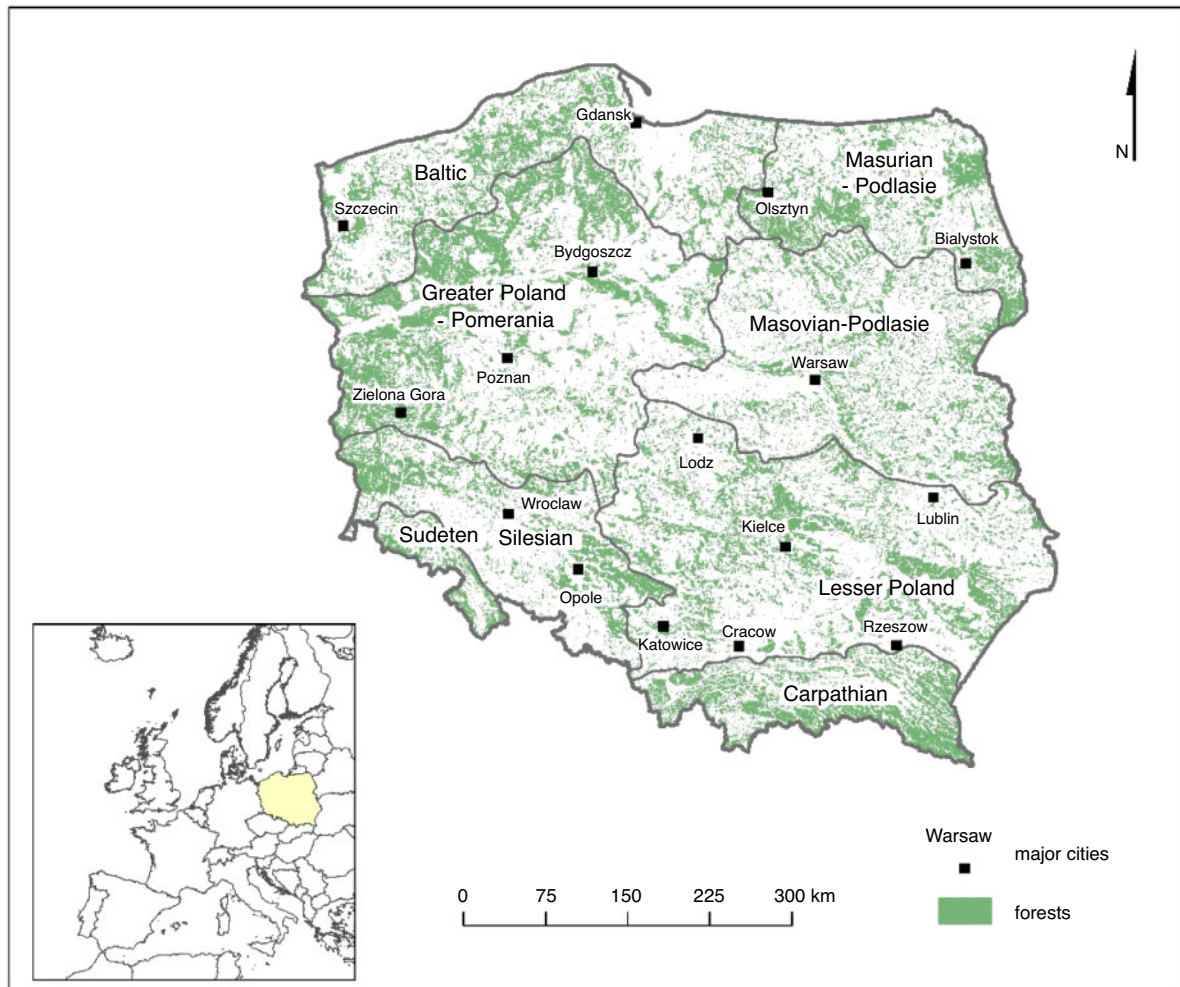 Gdansk
Masurian
- Podlasie
Baltic
Szczecin
Olsztyn
Bialystok
Bydgoszcz
Greater Poland
- Pomerania
Masovian-Podlasie
Warsaw
Poznan
Zielona Gora
Lodz
Wroclaw
Lublin
Kielce
Sudeten
Silesian
Opole
Lesser Poland
Katowice
Cracow
Rzeszow
Carpathian
N
Warsaw
major cities
forests
0 75 150 225 300 km